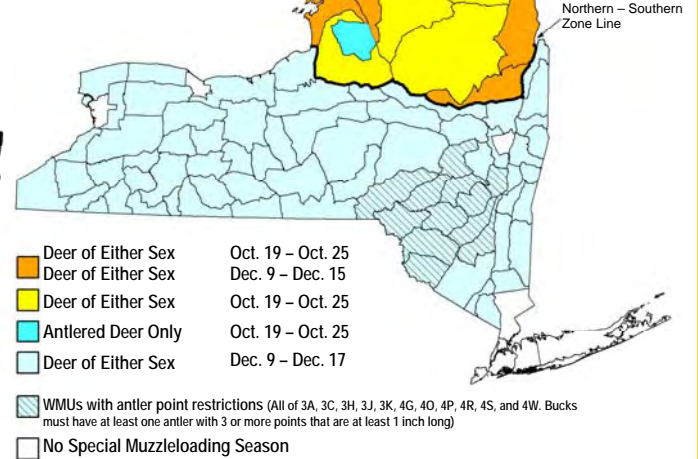 Northern – Southern
Zone Line
Deer of Either Sex Oct. 19 – Oct. 25
Deer of Either Sex Dec. 9 – Dec. 15
Deer of Either Sex Oct. 19 – Oct. 25
Antlered Deer Only Oct. 19 – Oct. 25
Deer of Either Sex Dec. 9 – Dec. 17
WMUs with antler point restrictions (All of 3A, 3C, 3H, 3J, 3K, 4G, 4O, 4P, 4R, 4S, and 4W. Bucks
must have at least one antler with 3 or more points that are at least 1 inch long)
No Special Muzzleloading Season